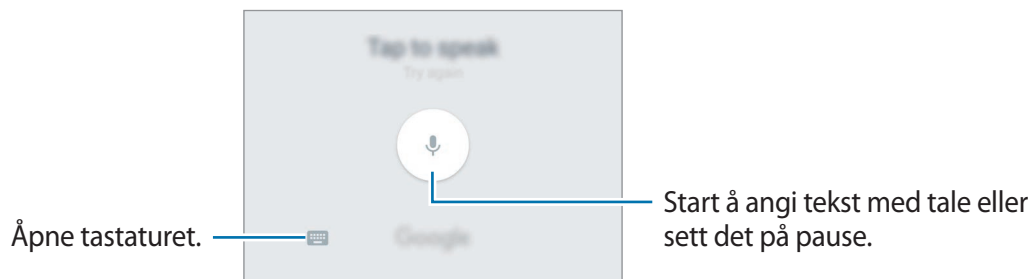 Tap to speak
Try again
Start å angi tekst med tale eller
sett det på pause.
Åpne tastaturet.
Google